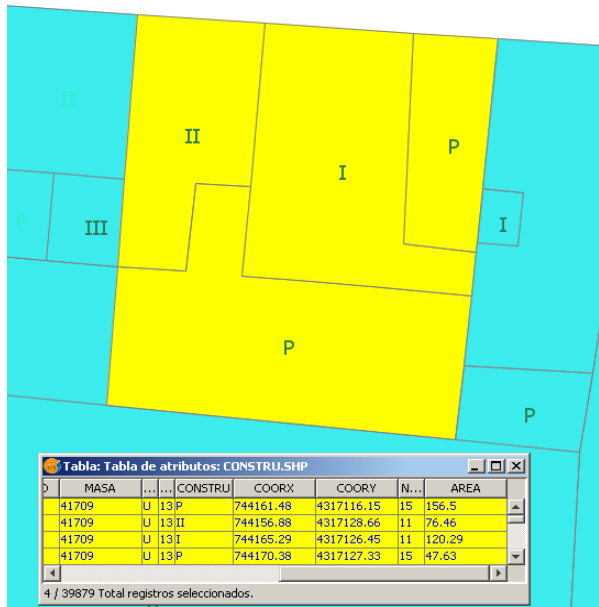 II
II
P
I
P
III
I
P
P
Tabla: Tabla de atributos: CONSTRU.SHP
MASA ... ... CONSTRU COORX COORY N... AREA
41709 U 13 P 744161.48 4317116.15 15 156.5
41709 U 13 II 744156.88 4317128.66 11 76.46
41709 U 13 I 744165.29 4317126.45 11 120.29
41709 U 13 P 744170.38 4317127.33 15 47.63
4 / 39879 Total registros seleccionados.